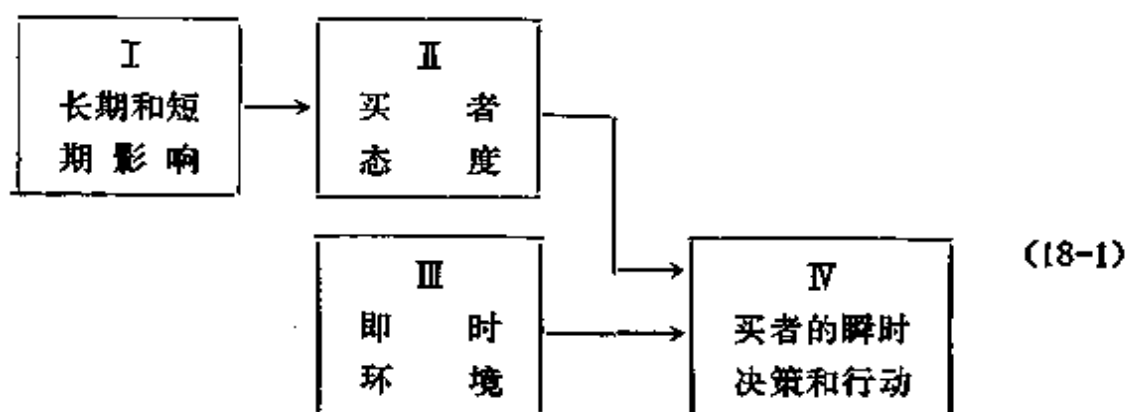 Ⅰ
长期和短
期影响
Ⅱ
买者
态度
Ⅲ
即时
环境
Ⅳ
买者的瞬时
决策和行动
(18-1)